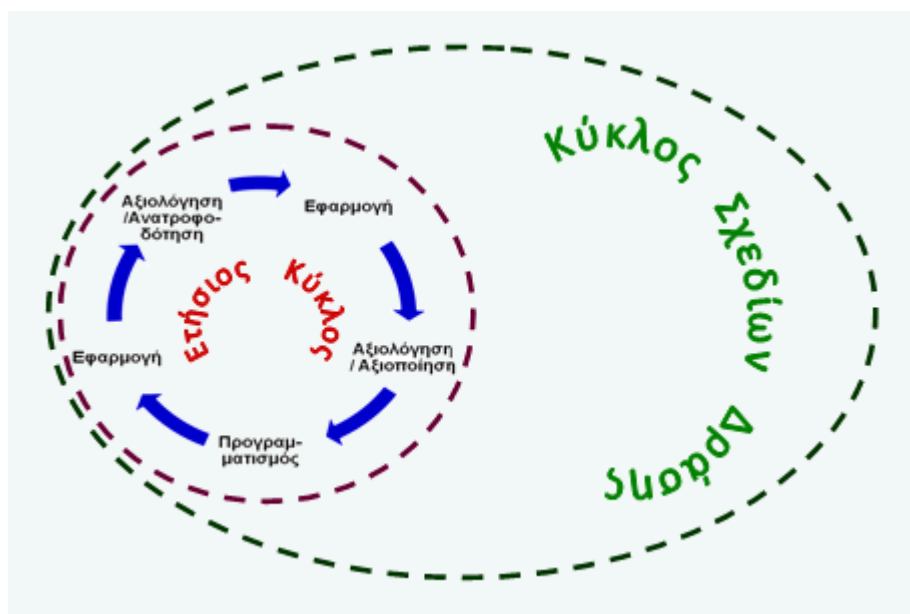 Κύκλος Σχεδίων Δράσης
Αξιολόγηση
/Ανατροφο-
δότηση
Εφαρμογή
Ετήσιος Κύκλος
Εφαρμογή
Αξιολόγηση
/ Αξιοποίηση
Προγραμ-
ματισμός